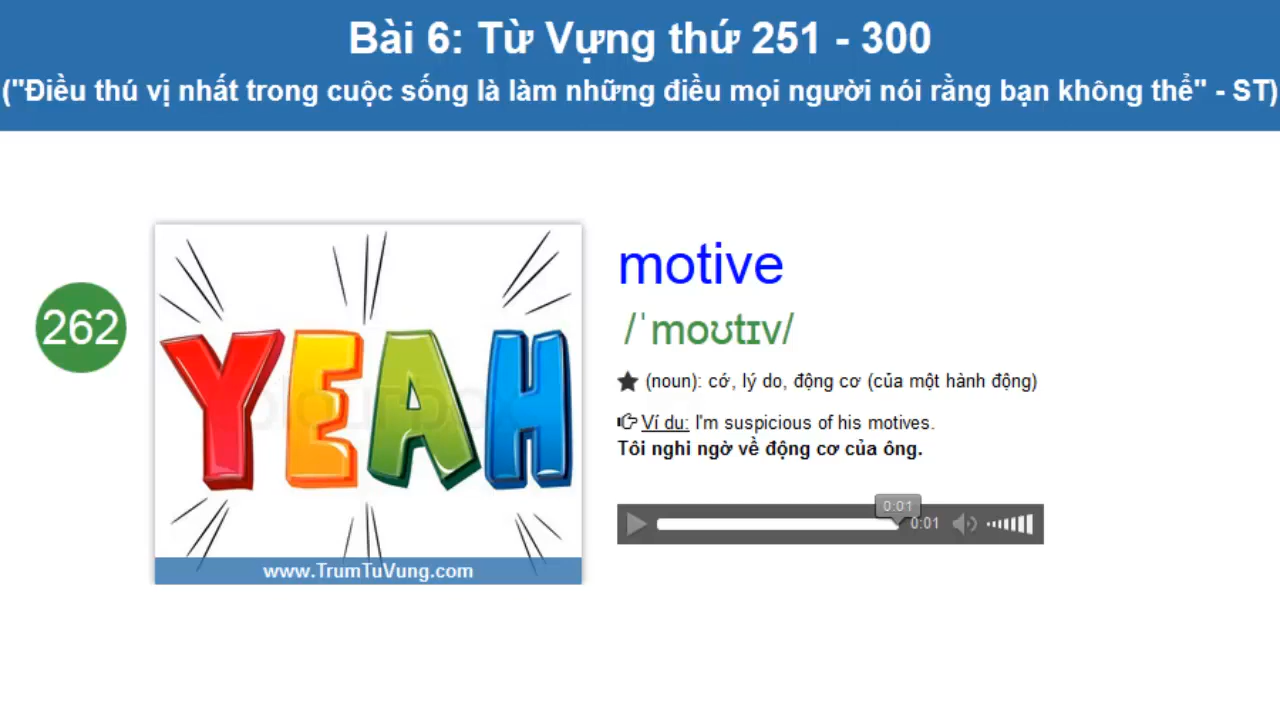 Bài 6: Từ Vựng thứ 251 - 300
("Điều thú vị nhất trong cuộc sống là làm những điều mọi người nói rằng bạn không thể" - ST)
262
YEAH
www.TrumTuVung.com
motive
/ˈmoʊtɪv/
(noun): cớ, lý do, động cơ (của một hành động)
Ví dụ: I'm suspicious of his motives.
Tôi nghi ngờ về động cơ của ông.
0:01
0:01